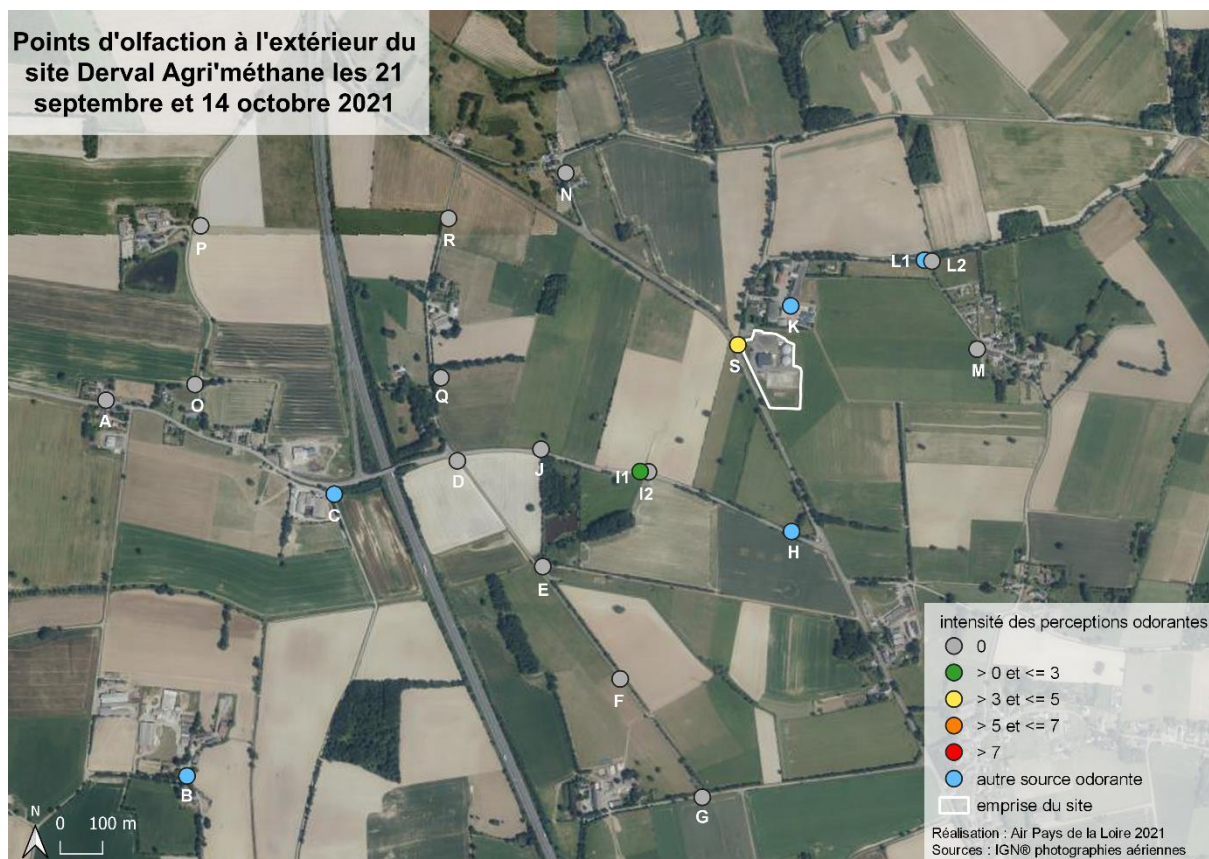 Points d'olfaction à l'extérieur du
site Derval Agri'méthane les 21
septembre et 14 octobre 2021
N
R
P
L1 L2
K
S
M
Q
O
A
J
D
I1
I2
C
H
E
F
B
G
intensité des perceptions odorantes
0
> 0 et <= 3
> 3 et <= 5
> 5 et <= 7
> 7
autre source odorante
emprise du site
Réalisation : Air Pays de la Loire 2021
Sources : IGN® photographies aériennes
N
0 100 m